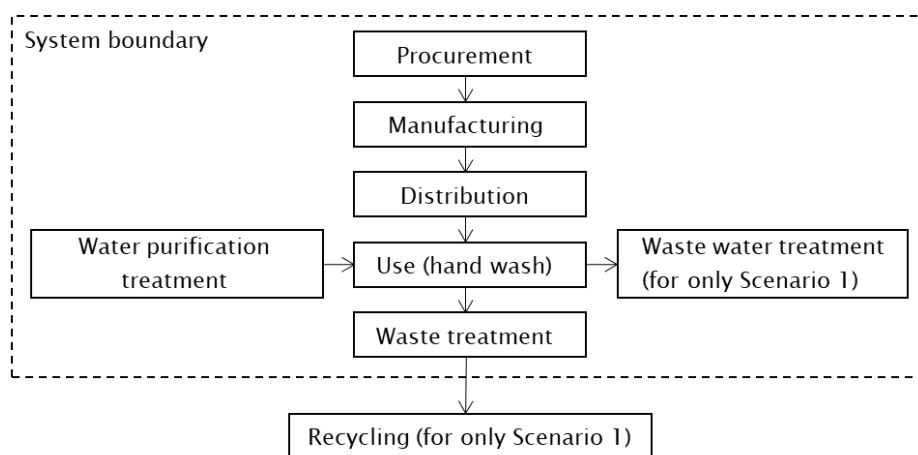 System boundary
Procurement
Manufacturing
Distribution
Water purification
treatment
Use (hand wash)
Waste water treatment
(for only Scenario 1)
Waste treatment
Recycling (for only Scenario 1)